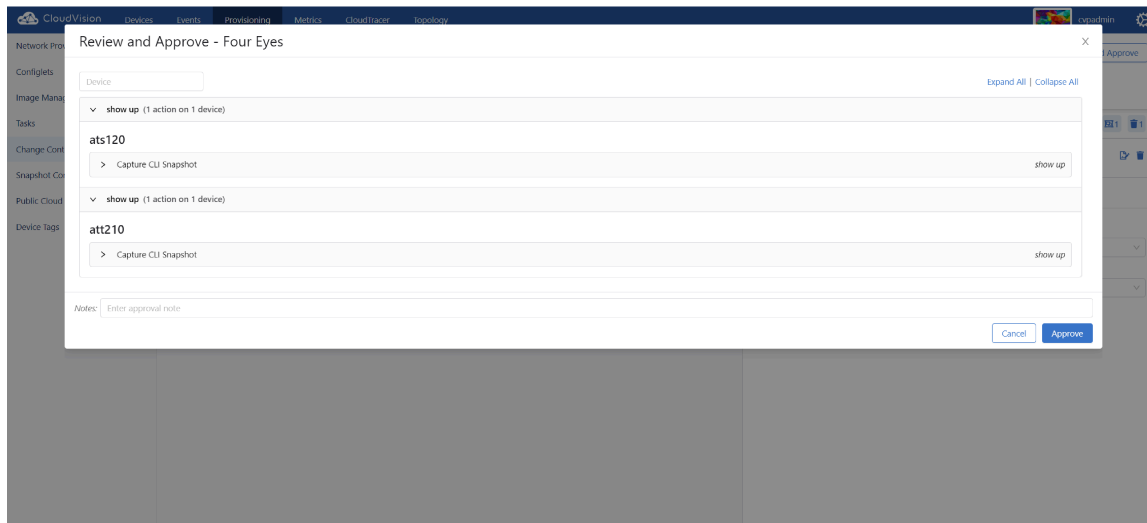 CloudVision Devices Events Provisioning Metrics CloudTracer Topology cvpadmin
Review and Approve - Four Eyes
Network Prov
Approve
Configlets
Device
Expand All | Collapse All
Image Manag
show up (1 action on 1 device)
Tasks
1 1
ats120
Change Cont
Capture CLI Snapshot show up
Snapshot Con
Public Cloud
show up (1 action on 1 device)
Device Tags
att210
Capture CLI Snapshot show up
Notes: Enter approval note
Cancel Approve